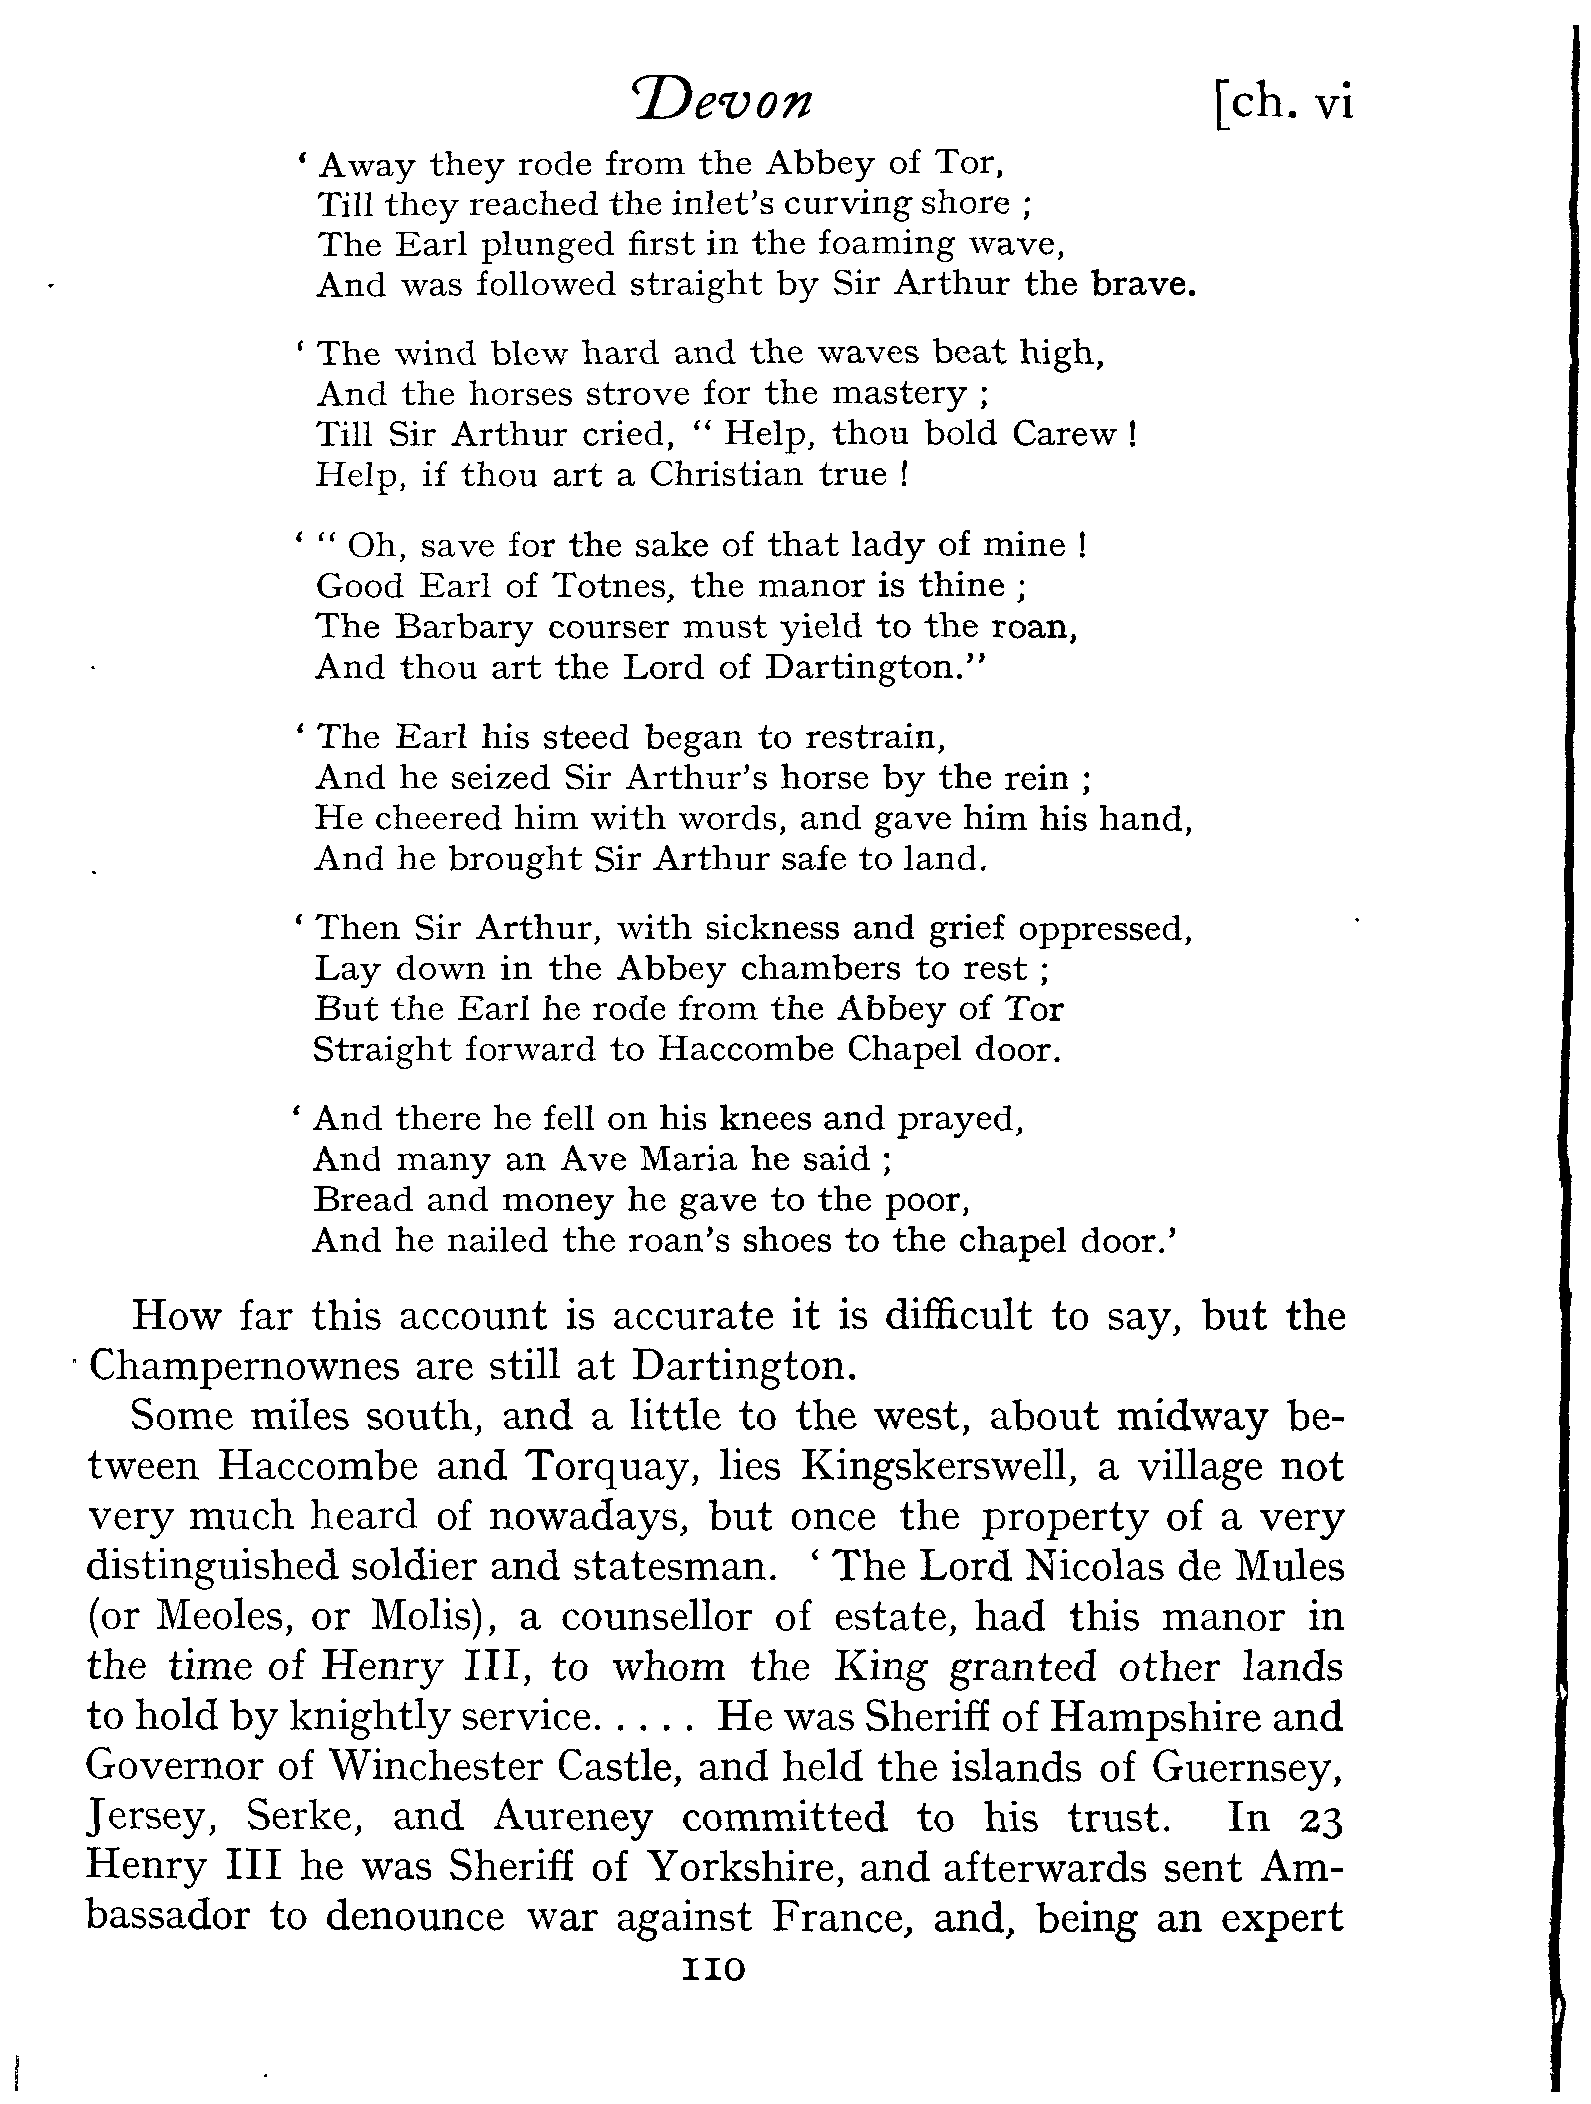 Devon [ch. vi
‘ Away they rode from the Abbey of Tor,
Till they reached the inlet’s curving shore ;
The Earl plunged first in the foaming wave,
And was followed straight by Sir Arthur the brave.
‘ The wind blew hard and the waves beat high,
And the horses strove for the mastery ;
Till Sir Arthur cried, “ Help, thou bold Carew !
Help, if thou art a Christian true !
‘ “ Oh, save for the sake of that lady of mine !
Good Earl of Totnes, the manor is thine ;
The Barbary courser must yield to the roan,
And thou art the Lord of Dartington.”
‘ The Earl his steed began to restrain,
And he seized Sir Arthur’s horse by the rein ;
He cheered him with words, and gave him his hand,
And he brought Sir Arthur safe to land.
‘ Then Sir Arthur, with sickness and grief oppressed,
Lay down in the Abbey chambers to rest ;
But the Earl he rode from the Abbey of Tor
Straight forward to Haccombe Chapel door.
‘ And there he fell on his knees and prayed,
And many an Ave Maria he said ;
Bread and money he gave to the poor,
And he nailed the roan’s shoes to the chapel door.’
How far this account is accurate it is difficult to say, but the
Champernownes are still at Dartington.
Some miles south, and a little to the west, about midway be-
tween Haccombe and Torquay, lies Kingskerswell, a village not
very much heard of nowadays, but once the property of a very
distinguished soldier and statesman. ‘ The Lord Nicolas de Mules
(or Meoles, or Molis), a counsellor of estate, had this manor in
the time of Henry III, to whom the King granted other lands
to hold by knightly service. . . . . He was Sheriff of Hampshire and
Governor of Winchester Castle, and held the islands of Guernsey,
Jersey, Serke, and Aureney committed to his trust. In 23
Henry III he was Sheriff of Yorkshire, and afterwards sent Am-
bassador to denounce war against France, and, being an expert
110